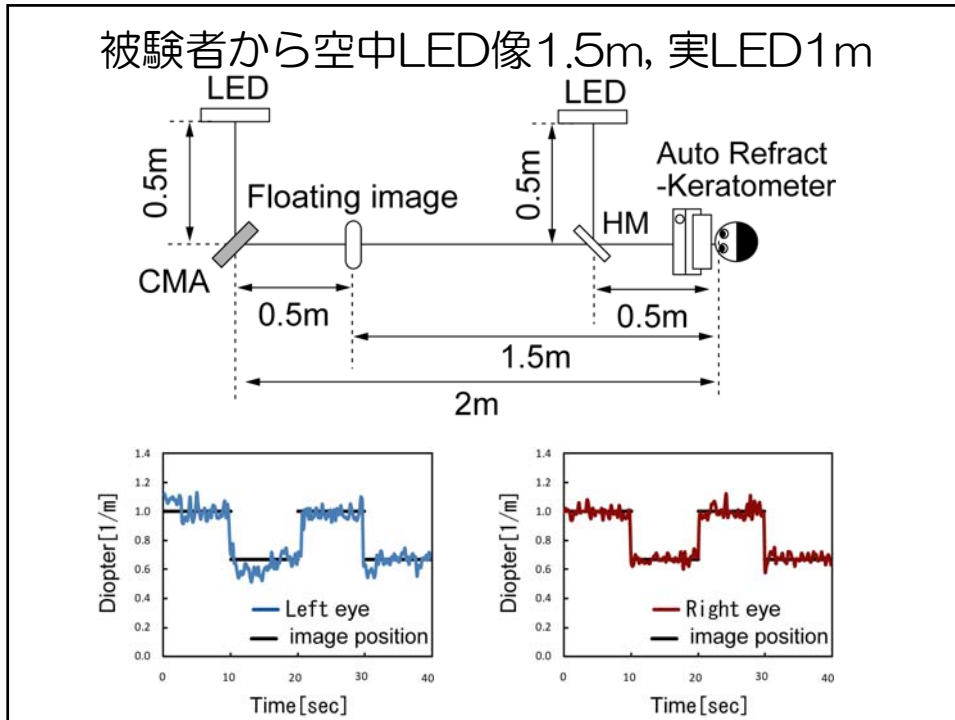 被験者から空中LED像1.5m, 実LED1m
LED
LED
0.5m
0.5m
Auto Refract
-Keratometer
Floating image
HM
CMA
0.5m
0.5m
1.5m
2m
1.4
1.2
1.0
0.8
0.6
0.4
0.2
0.0
Diopter[1/m]
Left eye
image position
0
10
20
30
40
Time[sec]
1.4
1.2
1.0
0.8
0.6
0.4
0.2
0.0
Diopter[1/m]
Right eye
image position
0
10
20
30
40
Time[sec]